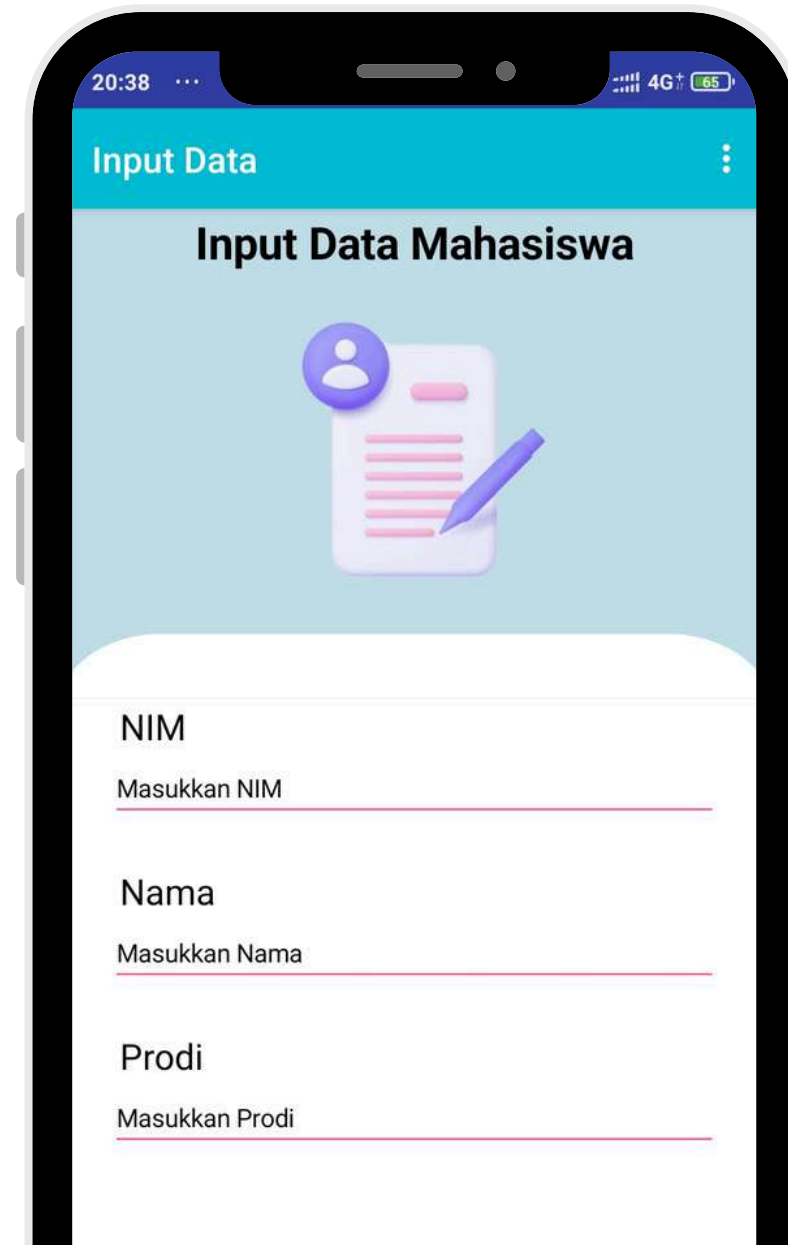 20:38 ... 4G+ 65
Input Data
Input Data Mahasiswa
NIM
Masukkan NIM
Nama
Masukkan Nama
Prodi
Masukkan Prodi